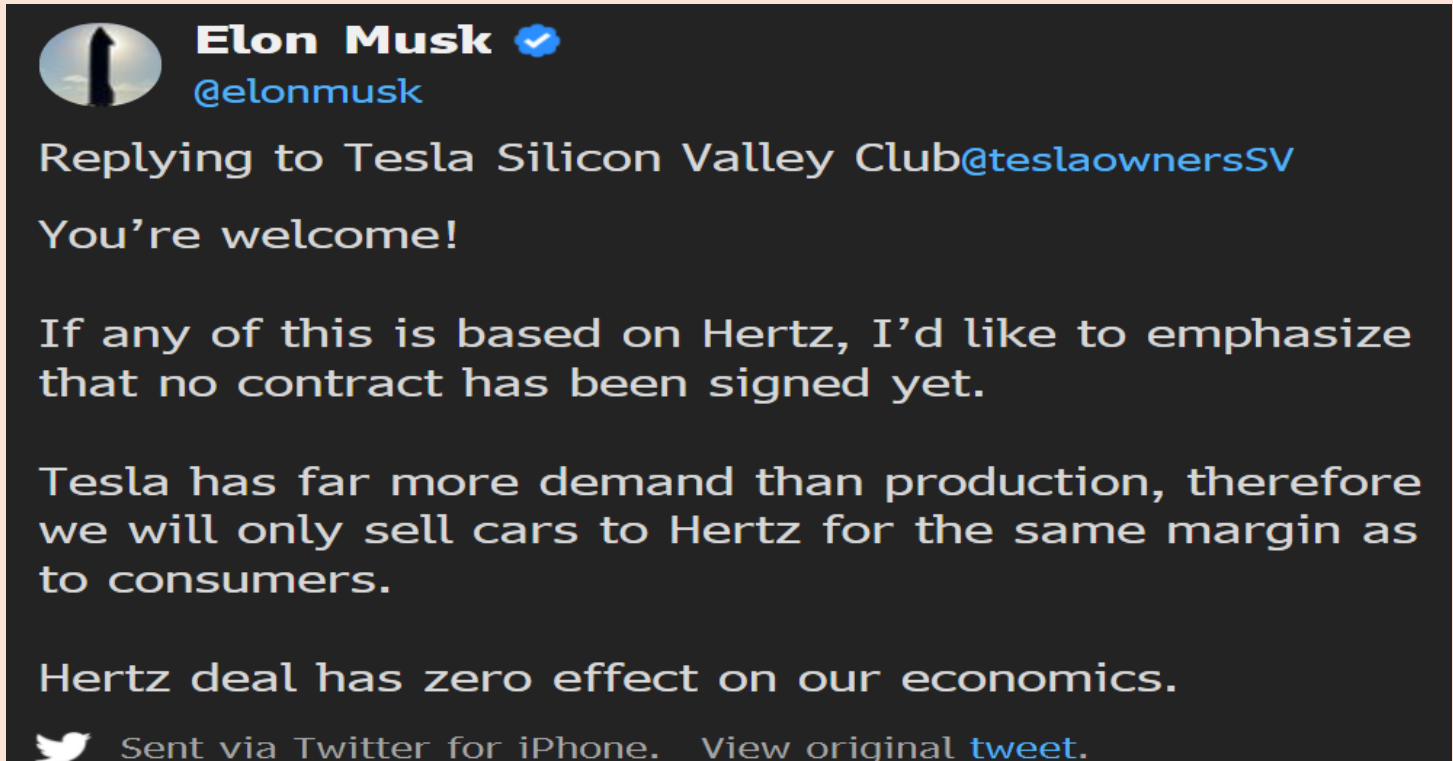 Elon Musk
@elonmusk
Replying to Tesla Silicon Valley Club@teslaownersSV
You’re welcome!
If any of this is based on Hertz, I’d like to emphasize
that no contract has been signed yet.
Tesla has far more demand than production, therefore
we will only sell cars to Hertz for the same margin as
to consumers.
Hertz deal has zero effect on our economics.
Sent via Twitter for iPhone. View original tweet.